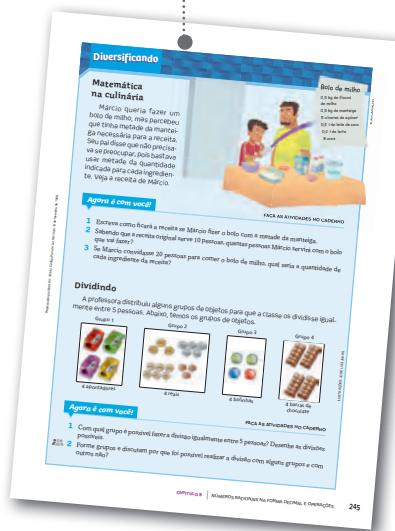 Diversificando
Matemática
na culinária
Márcio queria fazer um
bolo de milho, mas percebeu
que tinha metade da mantei-
ga necessária para a receita.
Seu pai disse que não precisa-
va se preocupar, pois bastava
usar metade da quantidade
indicada para cada ingredien-
te. Veja a receita de Márcio.
Bolo de milho
de milho
0,2 l de leite
Agora é com você!
FAÇA AS ATIVIDADES NO CADERNO
1 Escreva como ficará a receita se Márcio fizer o bolo com a metade da manteiga.
2 Sabendo que a receita original serve 10 pessoas, quantas pessoas Márcio servirá com o bolo
que vai fazer?
3 Se Márcio convidasse 20 pessoas para comer o bolo de milho, qual seria a quantidade de
cada ingrediente da receita?
Dividindo
A professora distribuiu alguns grupos de objetos para que a classe os dividisse igual-
mente entre 5 pessoas. Abaixo, temos os grupos de objetos.
Grupo 1
Grupo 2
Grupo 3
Grupo 4
4 apontadores
4 reais
4 bolinhas
4 barras de
chocolate
Agora é com você!
FAÇA AS ATIVIDADES NO CADERNO
1 Com qual grupo é possível fazer a divisão igualmente entre 5 pessoas? Desenhe as divisões
possíveis.
2 Forme grupos e discutam por que foi possível realizar a divisão com alguns grupos e com
outros não?
CAPÍTULO 8 NÚMEROS RACIONAIS NA FORMA DECIMAL E OPERAÇÕES 245